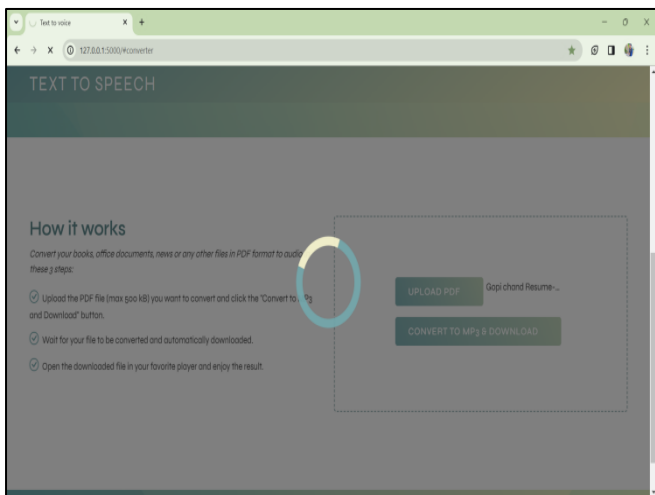 Text to voice
127.0.0.1:5000/#converter
TEXT TO SPEECH
How it works
Convert your books, office documents, news or any other files in PDF format to audio
these 3 steps:
Upload the PDF file (max 500 kB) you want to convert and click the "Convert to MP3
and Download" button.
Wait for your file to be converted and automatically downloaded.
Open the downloaded file in your favorite player and enjoy the result.
UPLOAD PDF
Gopi chand Resume-...
CONVERT TO MP3 & DOWNLOAD